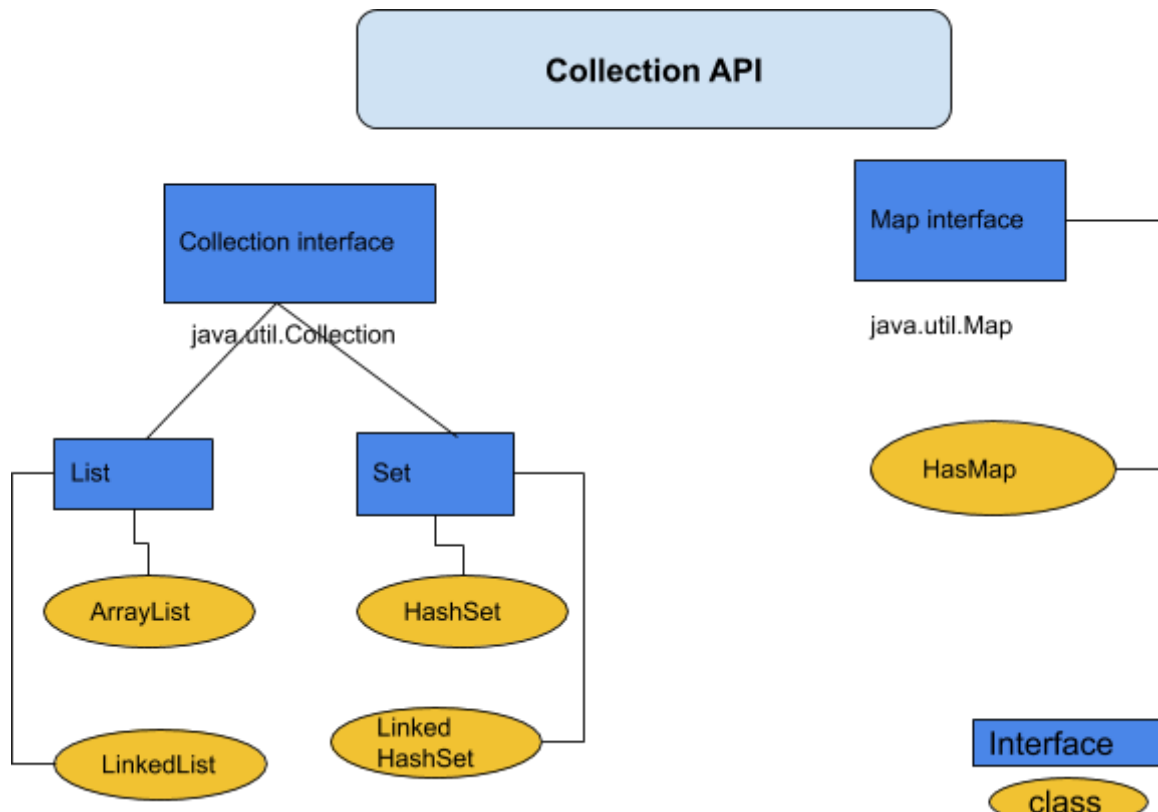 Collection API
Collection interface
Map interface
java.util.Collection
java.util.Map
List
Set
HasMap
ArrayList
HashSet
Linked
HashSet
LinkedList
Interface
class